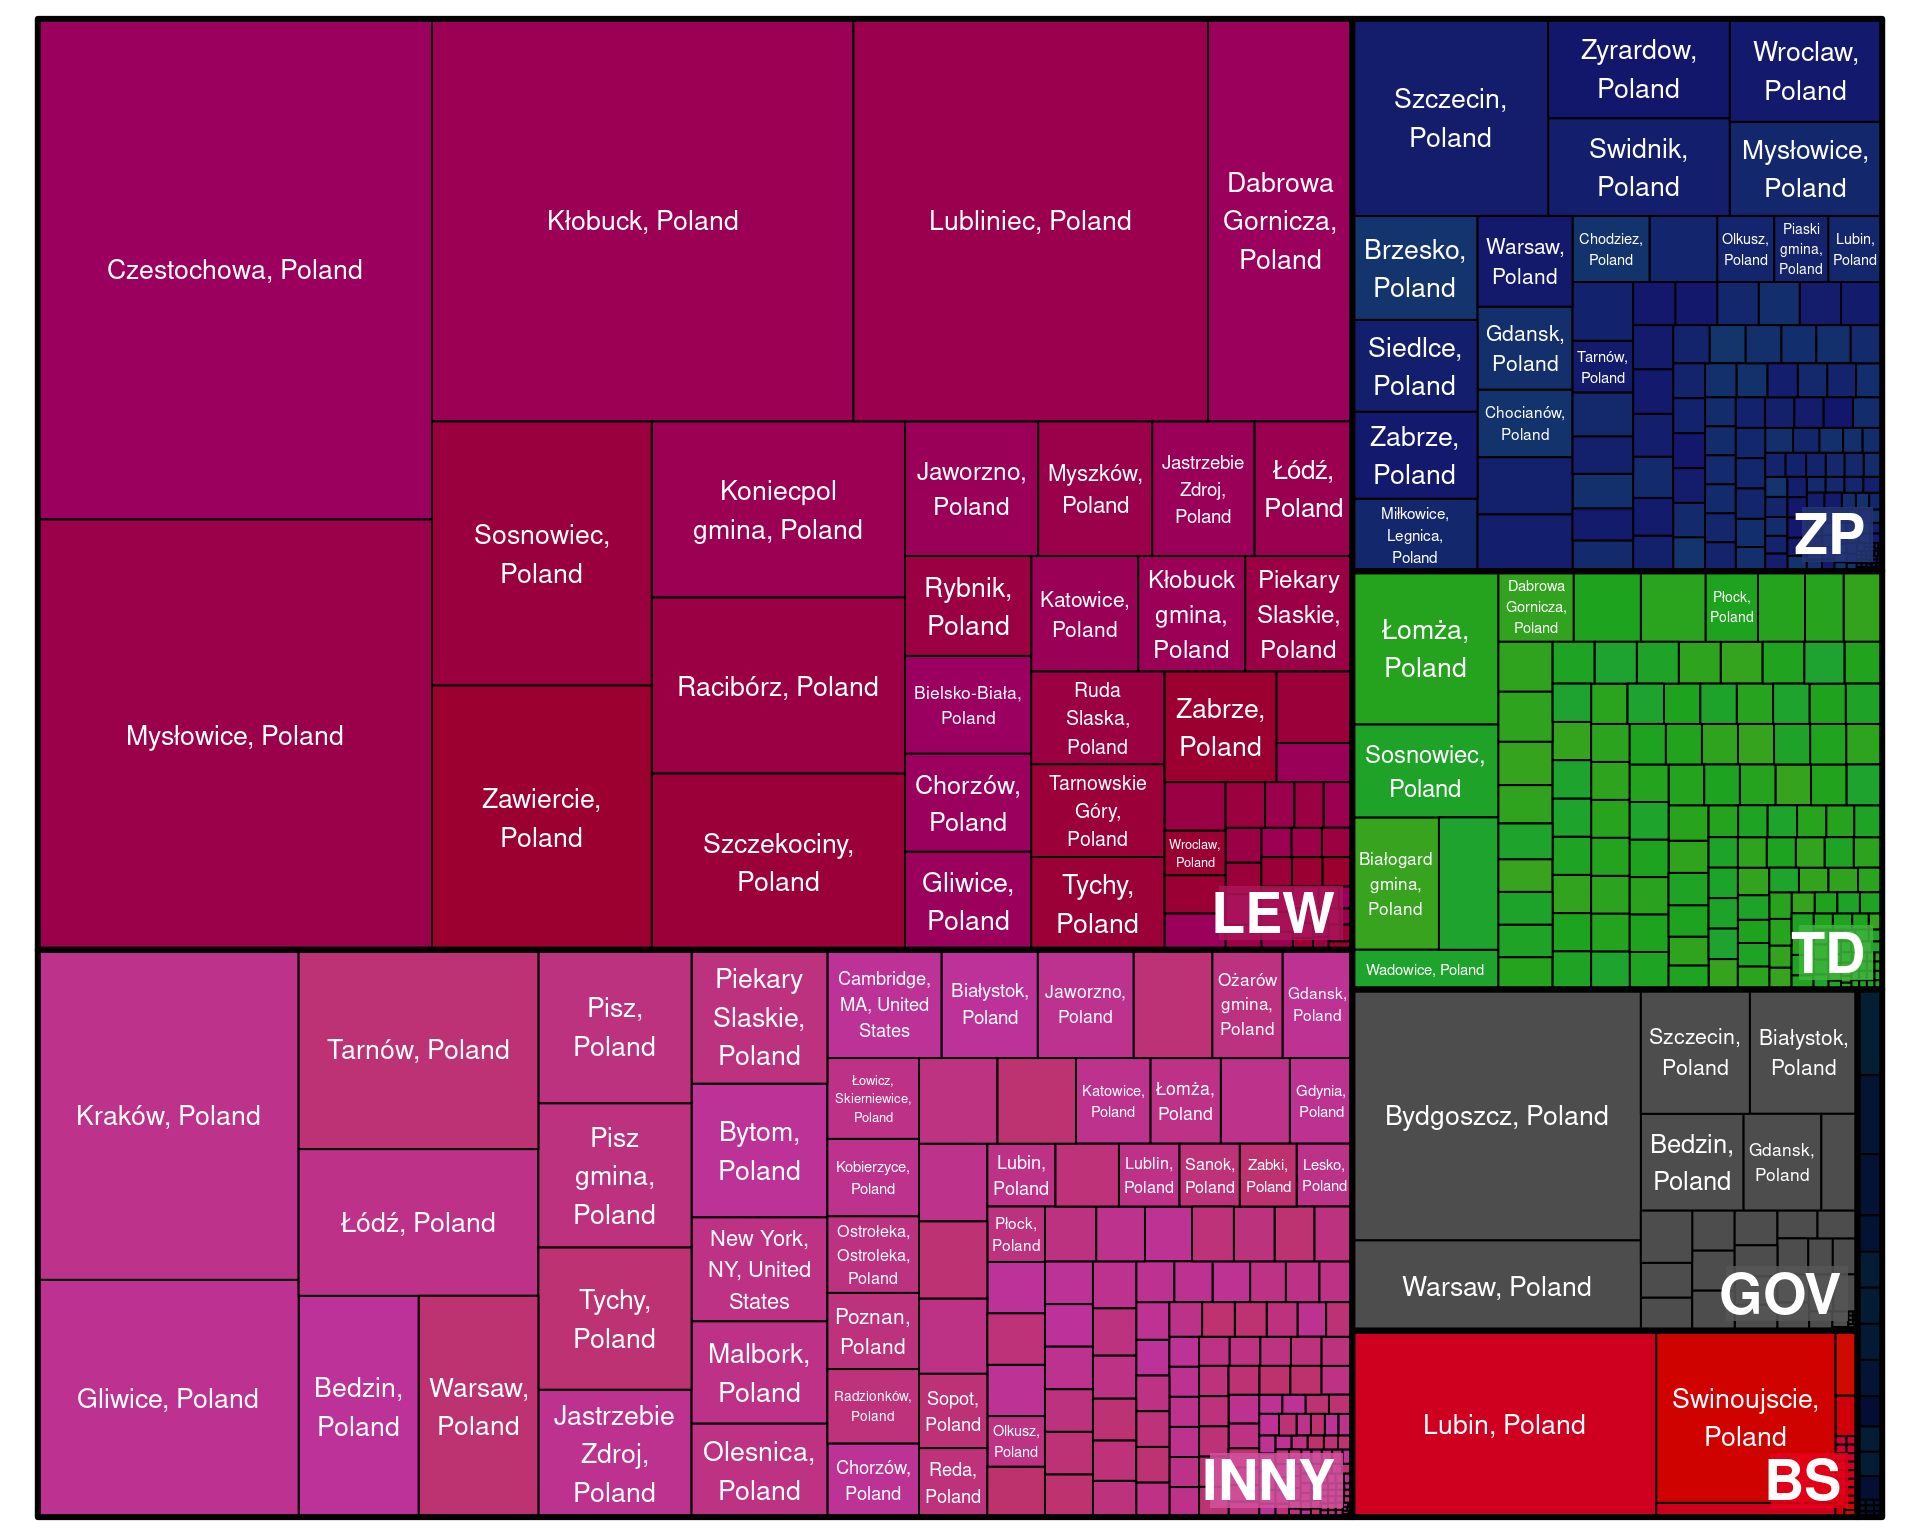 Czestochowa, Poland
Mysłowice, Poland
Kłobuck, Poland
Lubliniec, Poland
Dabrowa
Gornicza,
Poland
Sosnowiec,
Poland
Zawiercie,
Poland
Koniecpol
gmina, Poland
Racibórz, Poland
Szczekociny,
Poland
Jaworzno,
Poland
Myszków,
Poland
Jastrzebie
Zdroj,
Poland
Łódź,
Poland
Rybnik,
Poland
Bielsko-Biała,
Poland
Chorzów,
Poland
Gliwice,
Poland
Katowice,
Poland
Kłobuck
gmina,
Poland
Piekary
Slaskie,
Poland
Ruda
Slaska,
Poland
Tarnowskie
Góry,
Poland
Tychy,
Poland
Zabrze,
Poland
Wroclaw,
Poland
LEW
Szczecin,
Poland
Zyrardow,
Poland
Swidnik,
Poland
Wroclaw,
Poland
Mysłowice,
Poland
Brzesko,
Poland
Siedlce,
Poland
Zabrze,
Poland
Miłkowice,
Legnica,
Poland
Warsaw,
Poland
Gdansk,
Poland
Chocianów,
Poland
Chodziez,
Poland
Tarnów,
Poland
Olkusz,
Poland
Piaski
gmina,
Poland
Lubin,
Poland
ZP
Łomża,
Poland
Sosnowiec,
Poland
Białogard
gmina,
Poland
Wadowice, Poland
Dabrowa
Gornicza,
Poland
Płock,
Poland
TD
Kraków, Poland
Gliwice, Poland
Tarnów, Poland
Łódź, Poland
Bedzin,
Poland
Warsaw,
Poland
Pisz,
Poland
Pisz
gmina,
Poland
Tychy,
Poland
Jastrzebie
Zdroj,
Poland
Piekary
Slaskie,
Poland
Bytom,
Poland
New York,
NY, United
States
Malbork,
Poland
Olesnica,
Poland
Cambridge,
MA, United
States
Białystok,
Poland
Jaworzno,
Poland
Ożarów
gmina,
Poland
Gdansk,
Poland
Łowicz,
Skierniewice,
Poland
Kobierzyce,
Poland
Ostrołeka,
Ostroleka,
Poland
Poznan,
Poland
Radzionków,
Poland
Chorzów,
Poland
Katowice,
Poland
Łomża,
Poland
Gdynia,
Poland
Lubin,
Poland
Lublin,
Poland
Sanok,
Poland
Zabki,
Poland
Lesko,
Poland
Płock,
Poland
Sopot,
Poland
Reda,
Poland
Olkusz,
Poland
INNY
Bydgoszcz, Poland
Warsaw, Poland
Szczecin,
Poland
Białystok,
Poland
Bedzin,
Poland
Gdansk,
Poland
GOV
Lubin, Poland
Swinoujscie,
Poland
BS